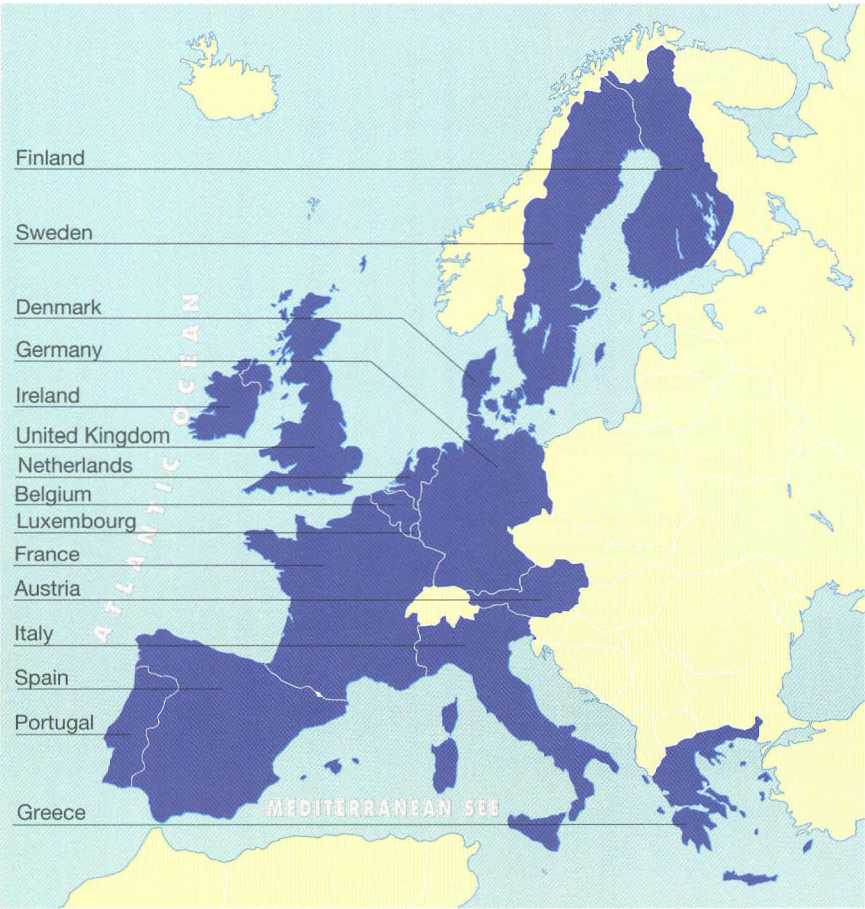 Finland
Sweden
Denmark
Germany
Ireland
United Kingdom
Netherlands
Belgium
Luxembourg
France
Austria
Italy
Spain
Portugal
Greece
ATLANTIC OCEAN
MEDITERRANEAN SEE